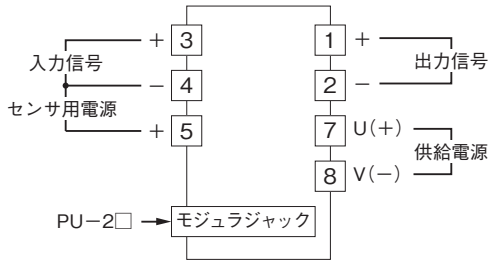 + 3
入力信号
− 4
センサ用電源
+ 5
1 +
出力信号
2 −
7 U(+)
供給電源
8 V(−)
PU−2□
モジュラジャック